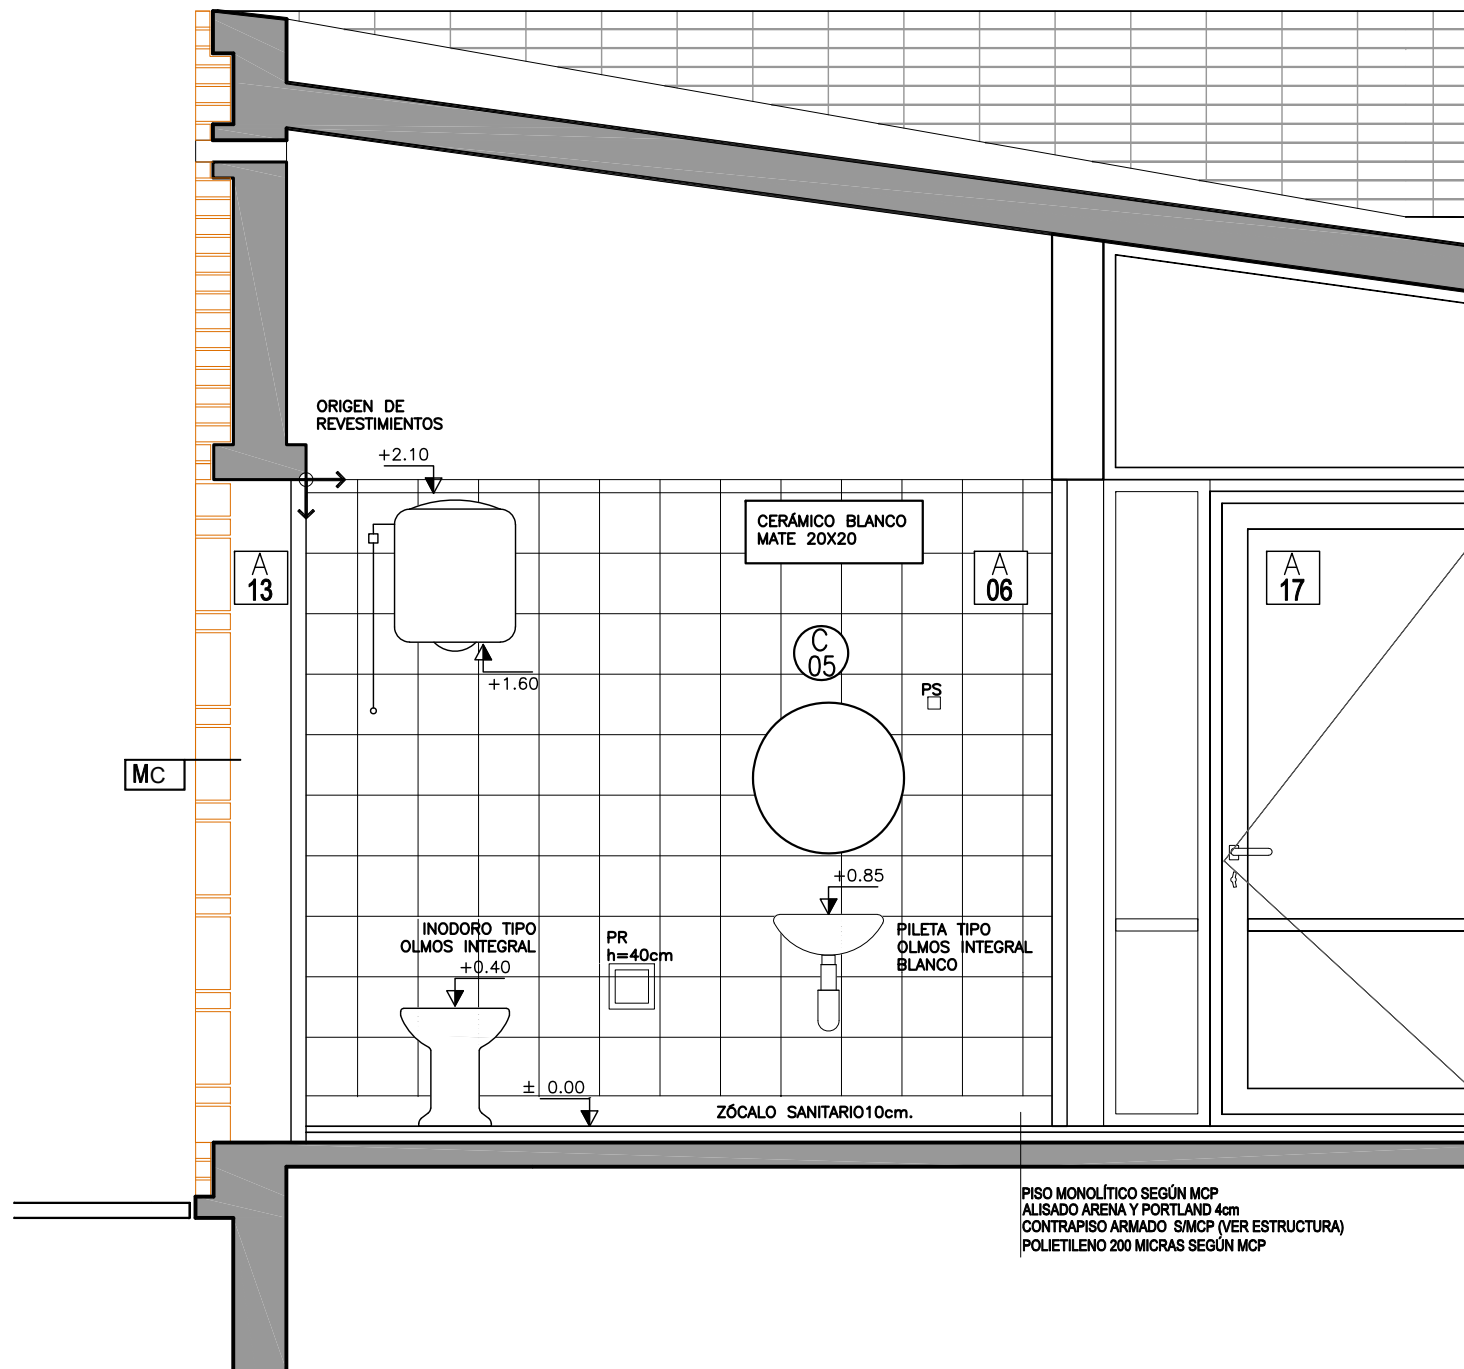 ORIGEN DE
REVESTIMIENTOS
+2.10
CERÁMICO BLANCO
MATE 20X20
A
13
A
06
A
17
C
05
+1.60
PS
MC
+0.85
INODORO TIPO
OLMOS INTEGRAL
+0.40
PR
h=40cm
PILETA TIPO
OLMOS INTEGRAL
BLANCO
± 0.00
ZÓCALO SANITARIO10cm.
PISO MONOLÍTICO SEGÚN MCP
ALISADO ARENA Y PORTLAND 4cm
CONTRAPISO ARMADO S/MCP (VER ESTRUCTURA)
POLIETILENO 200 MICRAS SEGÚN MCP